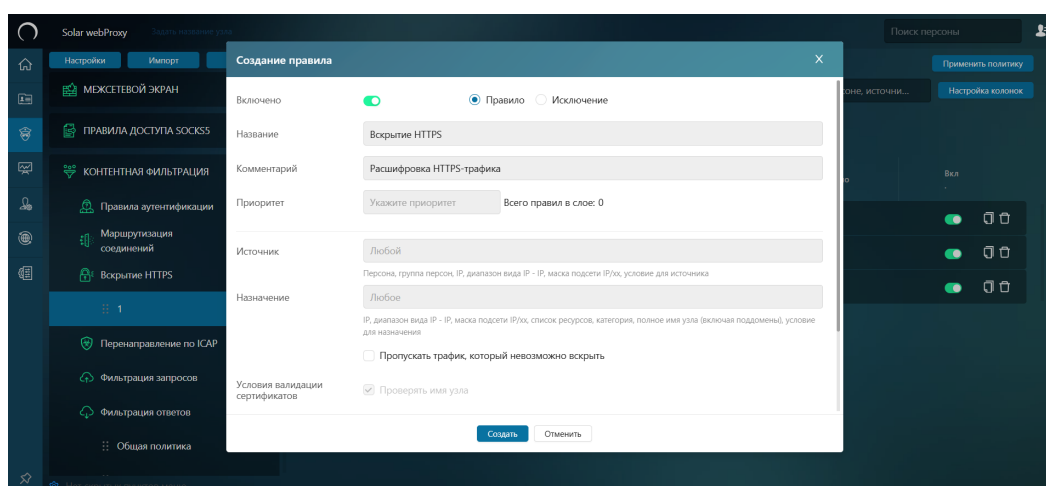 Solar webProxy
Задать название узла
Поиск персоны
Настройки
Импорт
Применить политику
МЕЖСЕТЕВОЙ ЭКРАН
ПРАВИЛА ДОСТУПА SOCKS5
КОНТЕНТНАЯ ФИЛЬТРАЦИЯ
Правила аутентификации
Маршрутизация
соединений
Вскрытие HTTPS
1
Перенаправление по ICAP
Фильтрация запросов
Фильтрация ответов
Общая политика
Создание правила
X
Включено
Правило
Исключение
Название
Вскрытие HTTPS
Комментарий
Расшифровка HTTPS-трафика
Приоритет
Укажите приоритет
Всего правил в слое: 0
Источник
Любой
Персона, группа персон, IP, диапазон вида IP - IP, маска подсети IP/xx, условие для источника
Назначение
Любое
IP, диапазон вида IP - IP, маска подсети IP/xx, список ресурсов, категория, полное имя узла (включая поддомены), условие
для назначения
Пропускать трафик, который невозможно вскрыть
Условия валидации
сертификатов
Проверять имя узла
Создать
Отменить
оне, источни...
Настройка колонок
Вкл